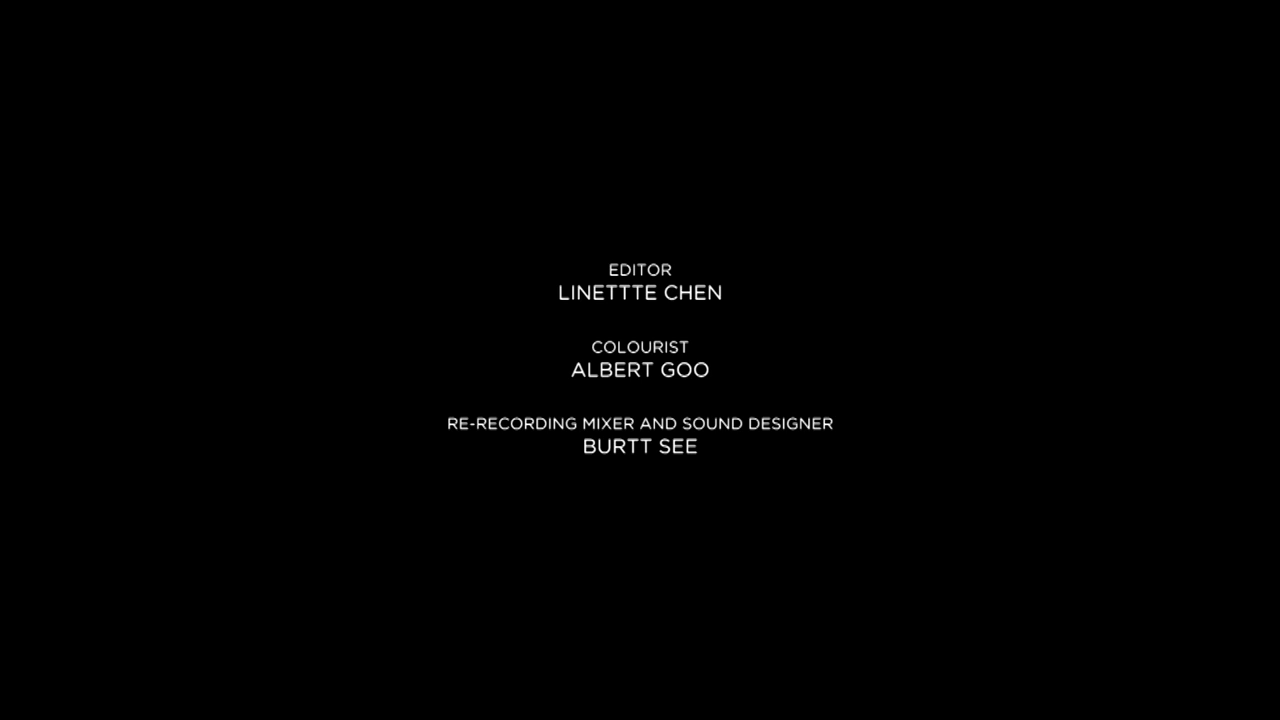 EDITOR
LINETTTE CHEN
COLOURIST
ALBERT GOO
RE-RECORDING MIXER AND SOUND DESIGNER
BURTT SEE